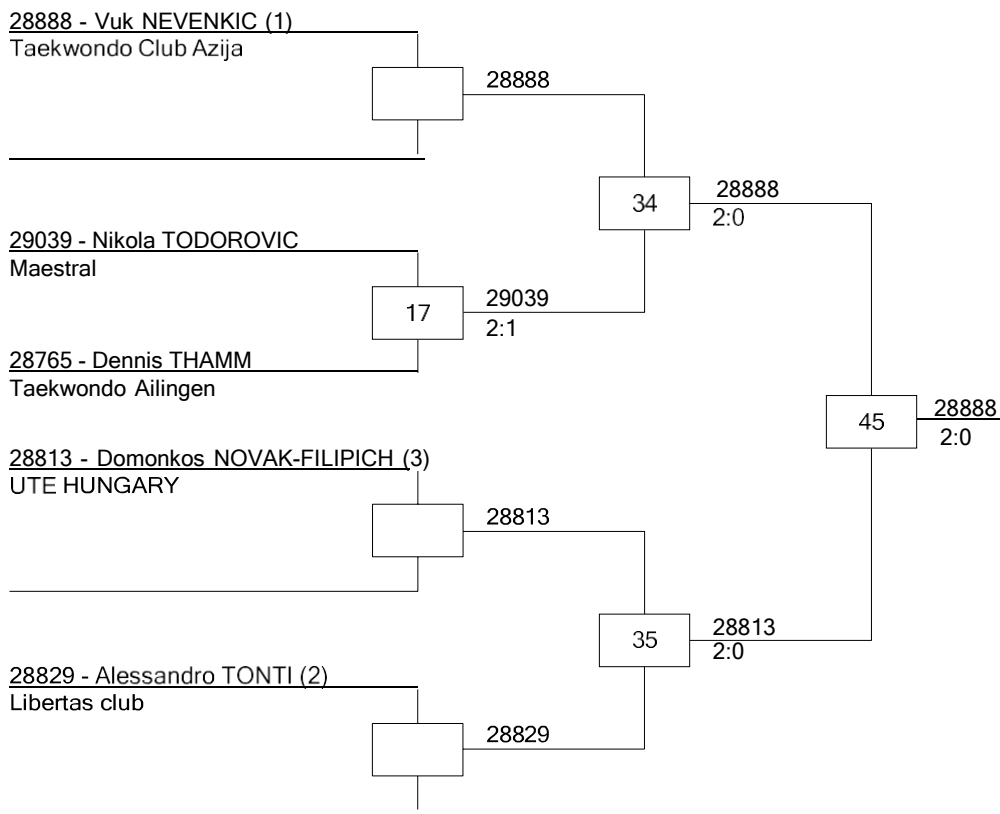 28888 - Vuk NEVENKIC (1)
Taekwondo Club Azija
28888
34
28888
2:0
29039 - Nikola TODOROVIC
Maestral
17
29039
2:1
28765 - Dennis THAMM
Taekwondo Ailingen
45
28888
2:0
28813 - Domonkos NOVAK-FILIPICH (3)
UTE HUNGARY
28813
35
28813
2:0
28829 - Alessandro TONTI (2)
Libertas club
28829